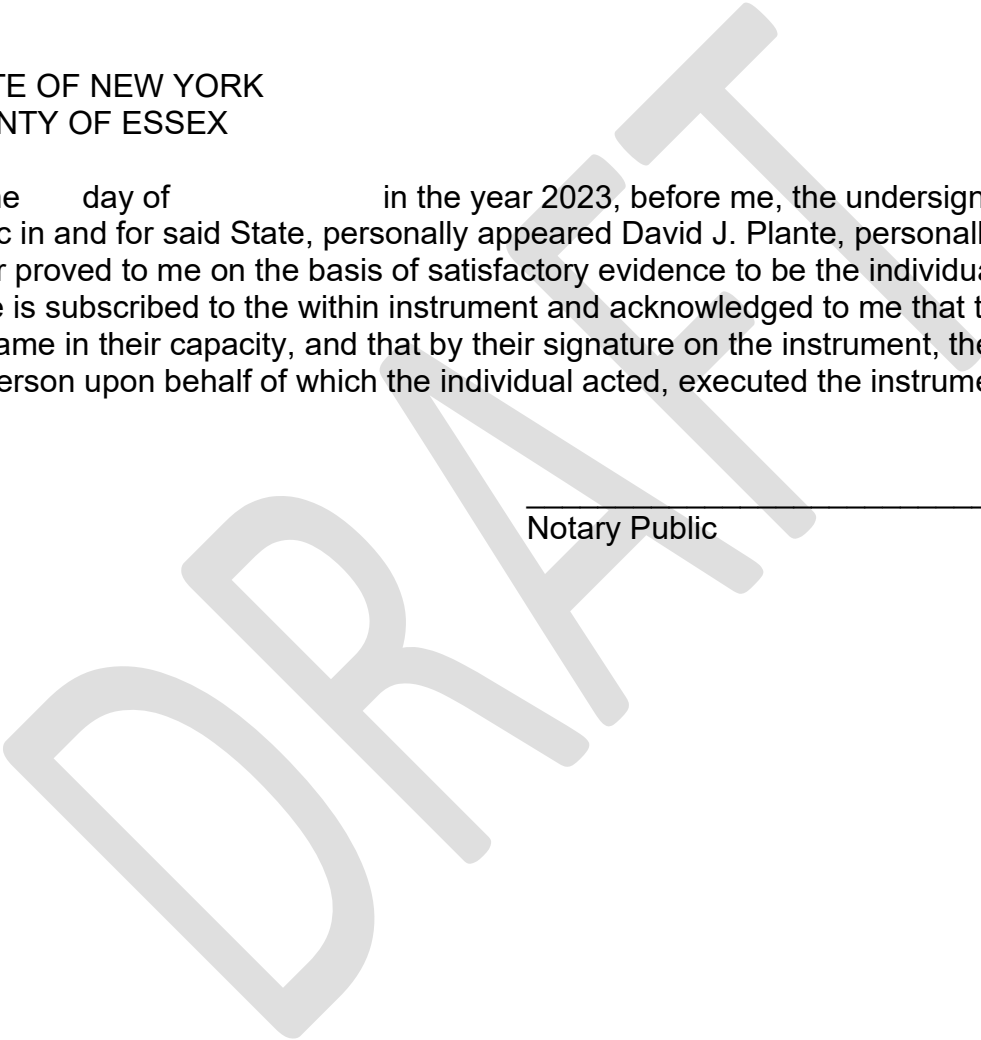 TE OF NEW YORK
NTY OF ESSEX
ne day of in the year 2023, before me, the undersign
c in and for said State, personally appeared David J. Plante, personall
r proved to me on the basis of satisfactory evidence to be the individua
e is subscribed to the within instrument and acknowledged to me that t
ame in their capacity, and that by their signature on the instrument, the
erson upon behalf of which the individual acted, executed the instrume
Notary Public
DRAFT